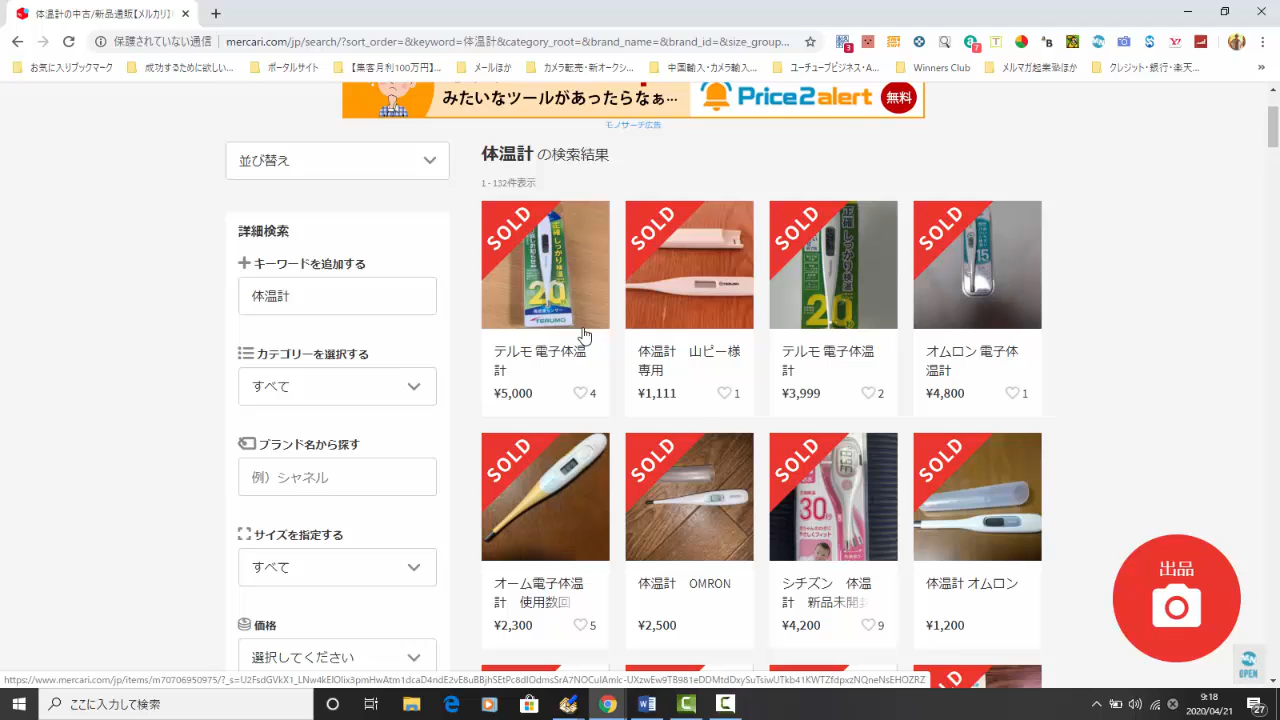 体温計の中古/新品通販【メルカリ】
保護されていない通信
mercari.com/jp/search/?sort_order=&keyword=体温計&category_root=&brand_name=&brand_id=&size_group...
お気に入りブックマーク
成功するために欲しい...
【業務月利100万円】...
メールほか
カメラ転売・新オークシ...
中国輸入・カメラ輸入...
ユーチューブビジネス・A...
Winners Club
メルマガ起業塾ほか
クレジット・銀行・楽天...
みたいなツールがあったらなぁ...
Price2alert
無料
モノサーチ広告
並び替え
体温計 の検索結果
1 - 132件表示
詳細検索
キーワードを追加する
体温計
カテゴリーを選択する
すべて
ブランド名から探す
例）シャネル
サイズを指定する
すべて
価格
選択してください
SOLD
SOLD
SOLD
SOLD
テルモ 電子体温
計
¥5,000
4
体温計 山ピー様
専用
¥1,111
1
テルモ 電子体温
計
¥3,999
2
オムロン 電子体
温計
¥4,800
1
SOLD
SOLD
SOLD
SOLD
オーム電子体温
計 使用数回
¥2,300
5
体温計 OMRON
¥2,500
シチズン 体温
計 新品未開封
¥4,200
9
体温計 オムロン
¥1,200
出品
OPEN
ここに入力して検索
9:18
2020/04/21
27